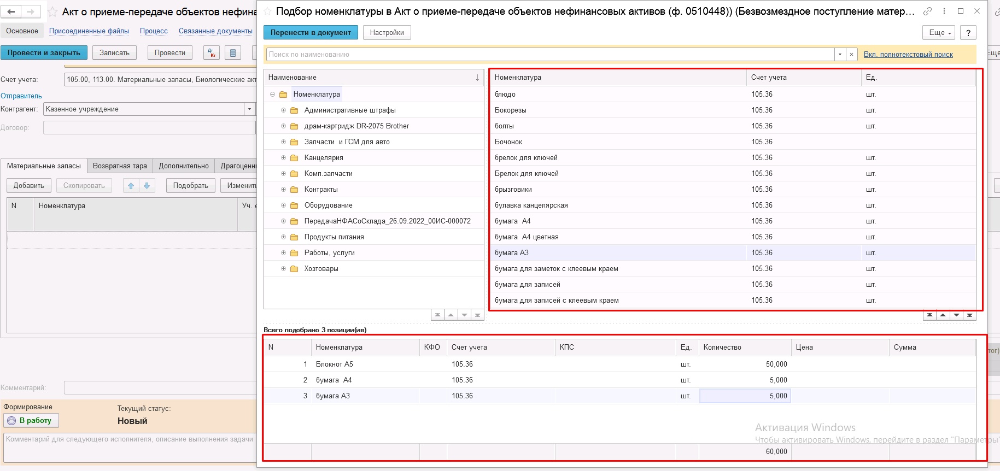 Акт о приеме-передаче объектов нефина
Основное Присоединенные файлы Процесс Связанные документы
Провести и закрыть Записать Провести Дт Кт
Счет учета: 105.00, 113.00. Материальные запасы, Биологические акт
Отправитель
Контрагент: Казенное учреждение
Договор:
Материальные запасы Возвратная тара Дополнительно Драгоценн
Добавить Скопировать Подобрать Изменить
N Номенклатура Уч. е
Комментарий:
Формирование
В работу
Текущий статус:
Новый
Комментарий для следующего исполнителя, описание выполнения задачи
Подбор номенклатуры в Акт о приеме-передаче объектов нефинансовых активов (ф. 0510448)) (Безвозмездное поступление матер...
Перенести в документ Настройки Еще ?
Поиск по наименованию × Вкл. полнотекстовый поиск
Наименование
Номенклатура
Административные штрафы
драм-картридж DR-2075 Brother
Запчасти и ГСМ для авто
Канцелярия
Комп.запчасти
Контракты
Оборудование
ПередачаНФАСоСклада_26.09.2022_00ИС-000072
Продукты питания
Работы, услуги
Хозтовары
Номенклатура Счет учета Ед.
блюдо 105.36 шт.
Бокорезы 105.36 шт.
болты 105.36 шт.
Бочонок 105.36
брелок для ключей 105.36 шт.
Брелок для ключей 105.36 шт.
брызговики 105.36 шт.
булавка канцелярская 105.36 шт.
бумага А4 105.36 шт.
бумага А4 цветная 105.36 шт.
бумага А3 105.36 шт.
бумага для заметок с клеевым краем 105.36 шт.
бумага для записей 105.36 шт.
бумага для записей с клеевым краем 105.36 шт.
Всего подобрано 3 позиции(ия)
N Номенклатура КФО Счет учета КПС Ед. Количество Цена Сумма
1 Блокнот А5 105.36 шт. 50,000
2 бумага А4 105.36 шт. 5,000
3 бумага А3 105.36 шт. 5,000
60,000
Активация Windows
Чтобы активировать Windows, перейдите в раздел "Параметры"
Еще
тог)